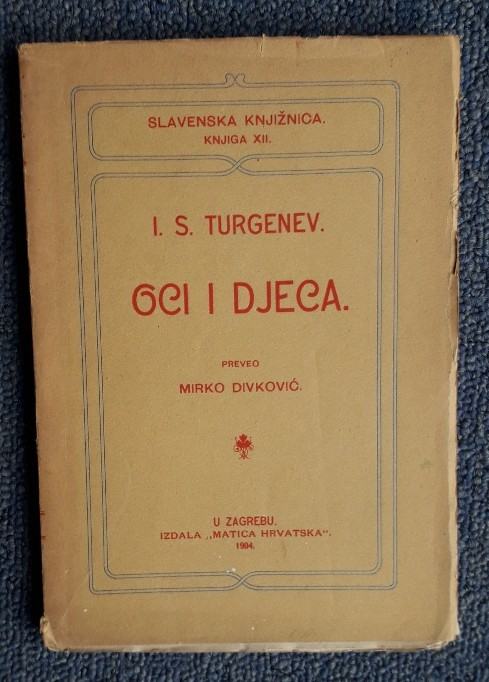 SLAVENSKA KNJIŽNICA.
KNJIGA XII.
I. S. TURGENEV.
OCI I DJECA.
PREVEO
MIRKO DIVKOVIĆ.
U ZAGREBU.
IZDALA „MATICA HRVATSKA".
1904.